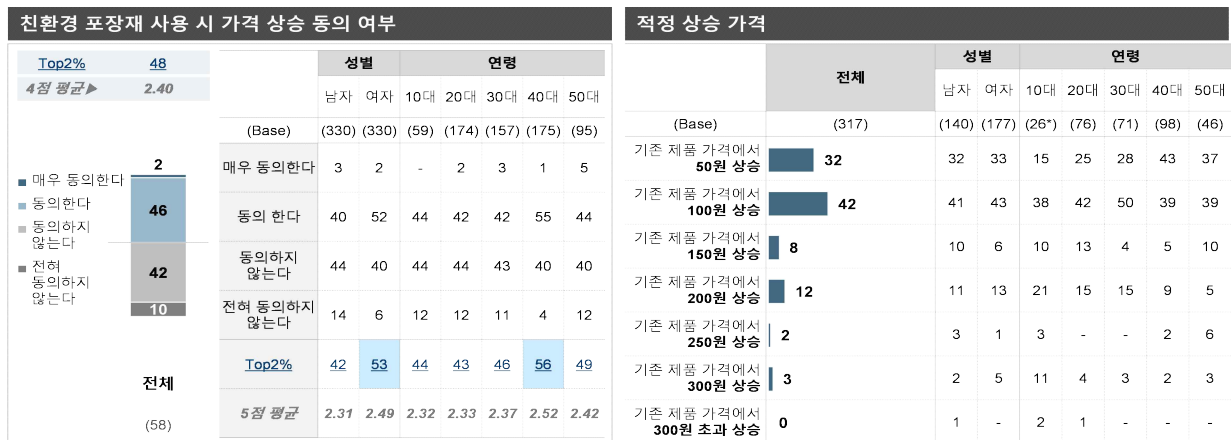 친환경 포장재 사용 시 가격 상승 동의 여부
Top2% 48
4점 평균▶ 2.40
2
매우 동의한다
동의한다
동의하지
않는다
전혀
동의하지
않는다
46
42
10
전체
(58)
성별 연령
남자 여자 10대 20대 30대 40대 50대
(Base) (330) (330) (59) (174) (157) (175) (95)
매우 동의한다 3 2 - 2 3 1 5
동의 한다 40 52 44 42 42 55 44
동의하지
않는다 44 40 44 44 43 40 40
전혀 동의하지
않는다 14 6 12 12 11 4 12
Top2% 42 53 44 43 46 56 49
5점 평균 2.31 2.49 2.32 2.33 2.37 2.52 2.42
적정 상승 가격
전체 성별 연령
남자 여자 10대 20대 30대 40대 50대
(Base) (317) (140) (177) (26*) (76) (71) (98) (46)
기존 제품 가격에서
50원 상승 32 32 33 15 25 28 43 37
기존 제품 가격에서
100원 상승 42 41 43 38 42 50 39 39
기존 제품 가격에서
150원 상승 8 10 6 10 13 4 5 10
기존 제품 가격에서
200원 상승 12 11 13 21 15 15 9 5
기존 제품 가격에서
250원 상승 2 3 1 3 - - 2 6
기존 제품 가격에서
300원 상승 3 2 5 11 4 3 2 3
기존 제품 가격에서
300원 초과 상승 0 1 - 2 1 - - -